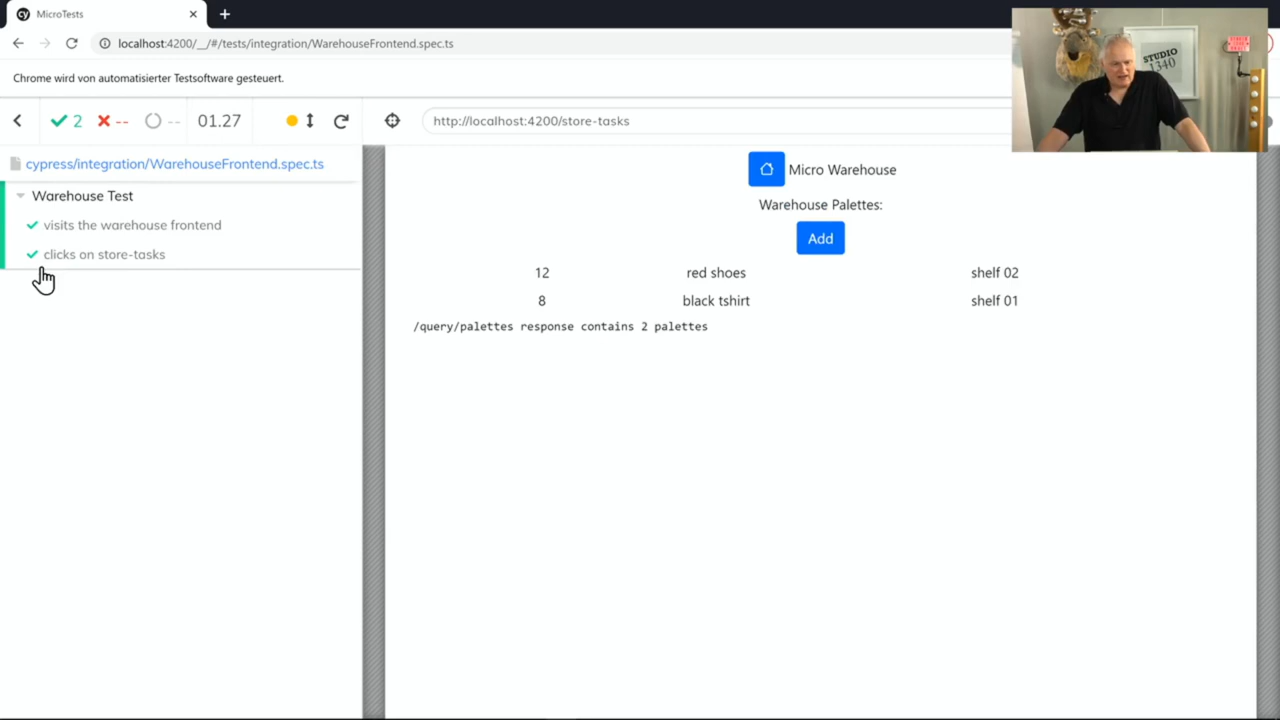 MicroTests
localhost:4200/__/#/tests/integration/WarehouseFrontend.spec.ts
Chrome wird von automatisierter Testsoftware gesteuert.
2 -- -- 01.27
http://localhost:4200/store-tasks
cypress/integration/WarehouseFrontend.spec.ts
Warehouse Test
visits the warehouse frontend
clicks on store-tasks
Micro Warehouse
Warehouse Palettes:
Add
12 red shoes shelf 02
8 black tshirt shelf 01
/query/palettes response contains 2 palettes
STUDIO
1340